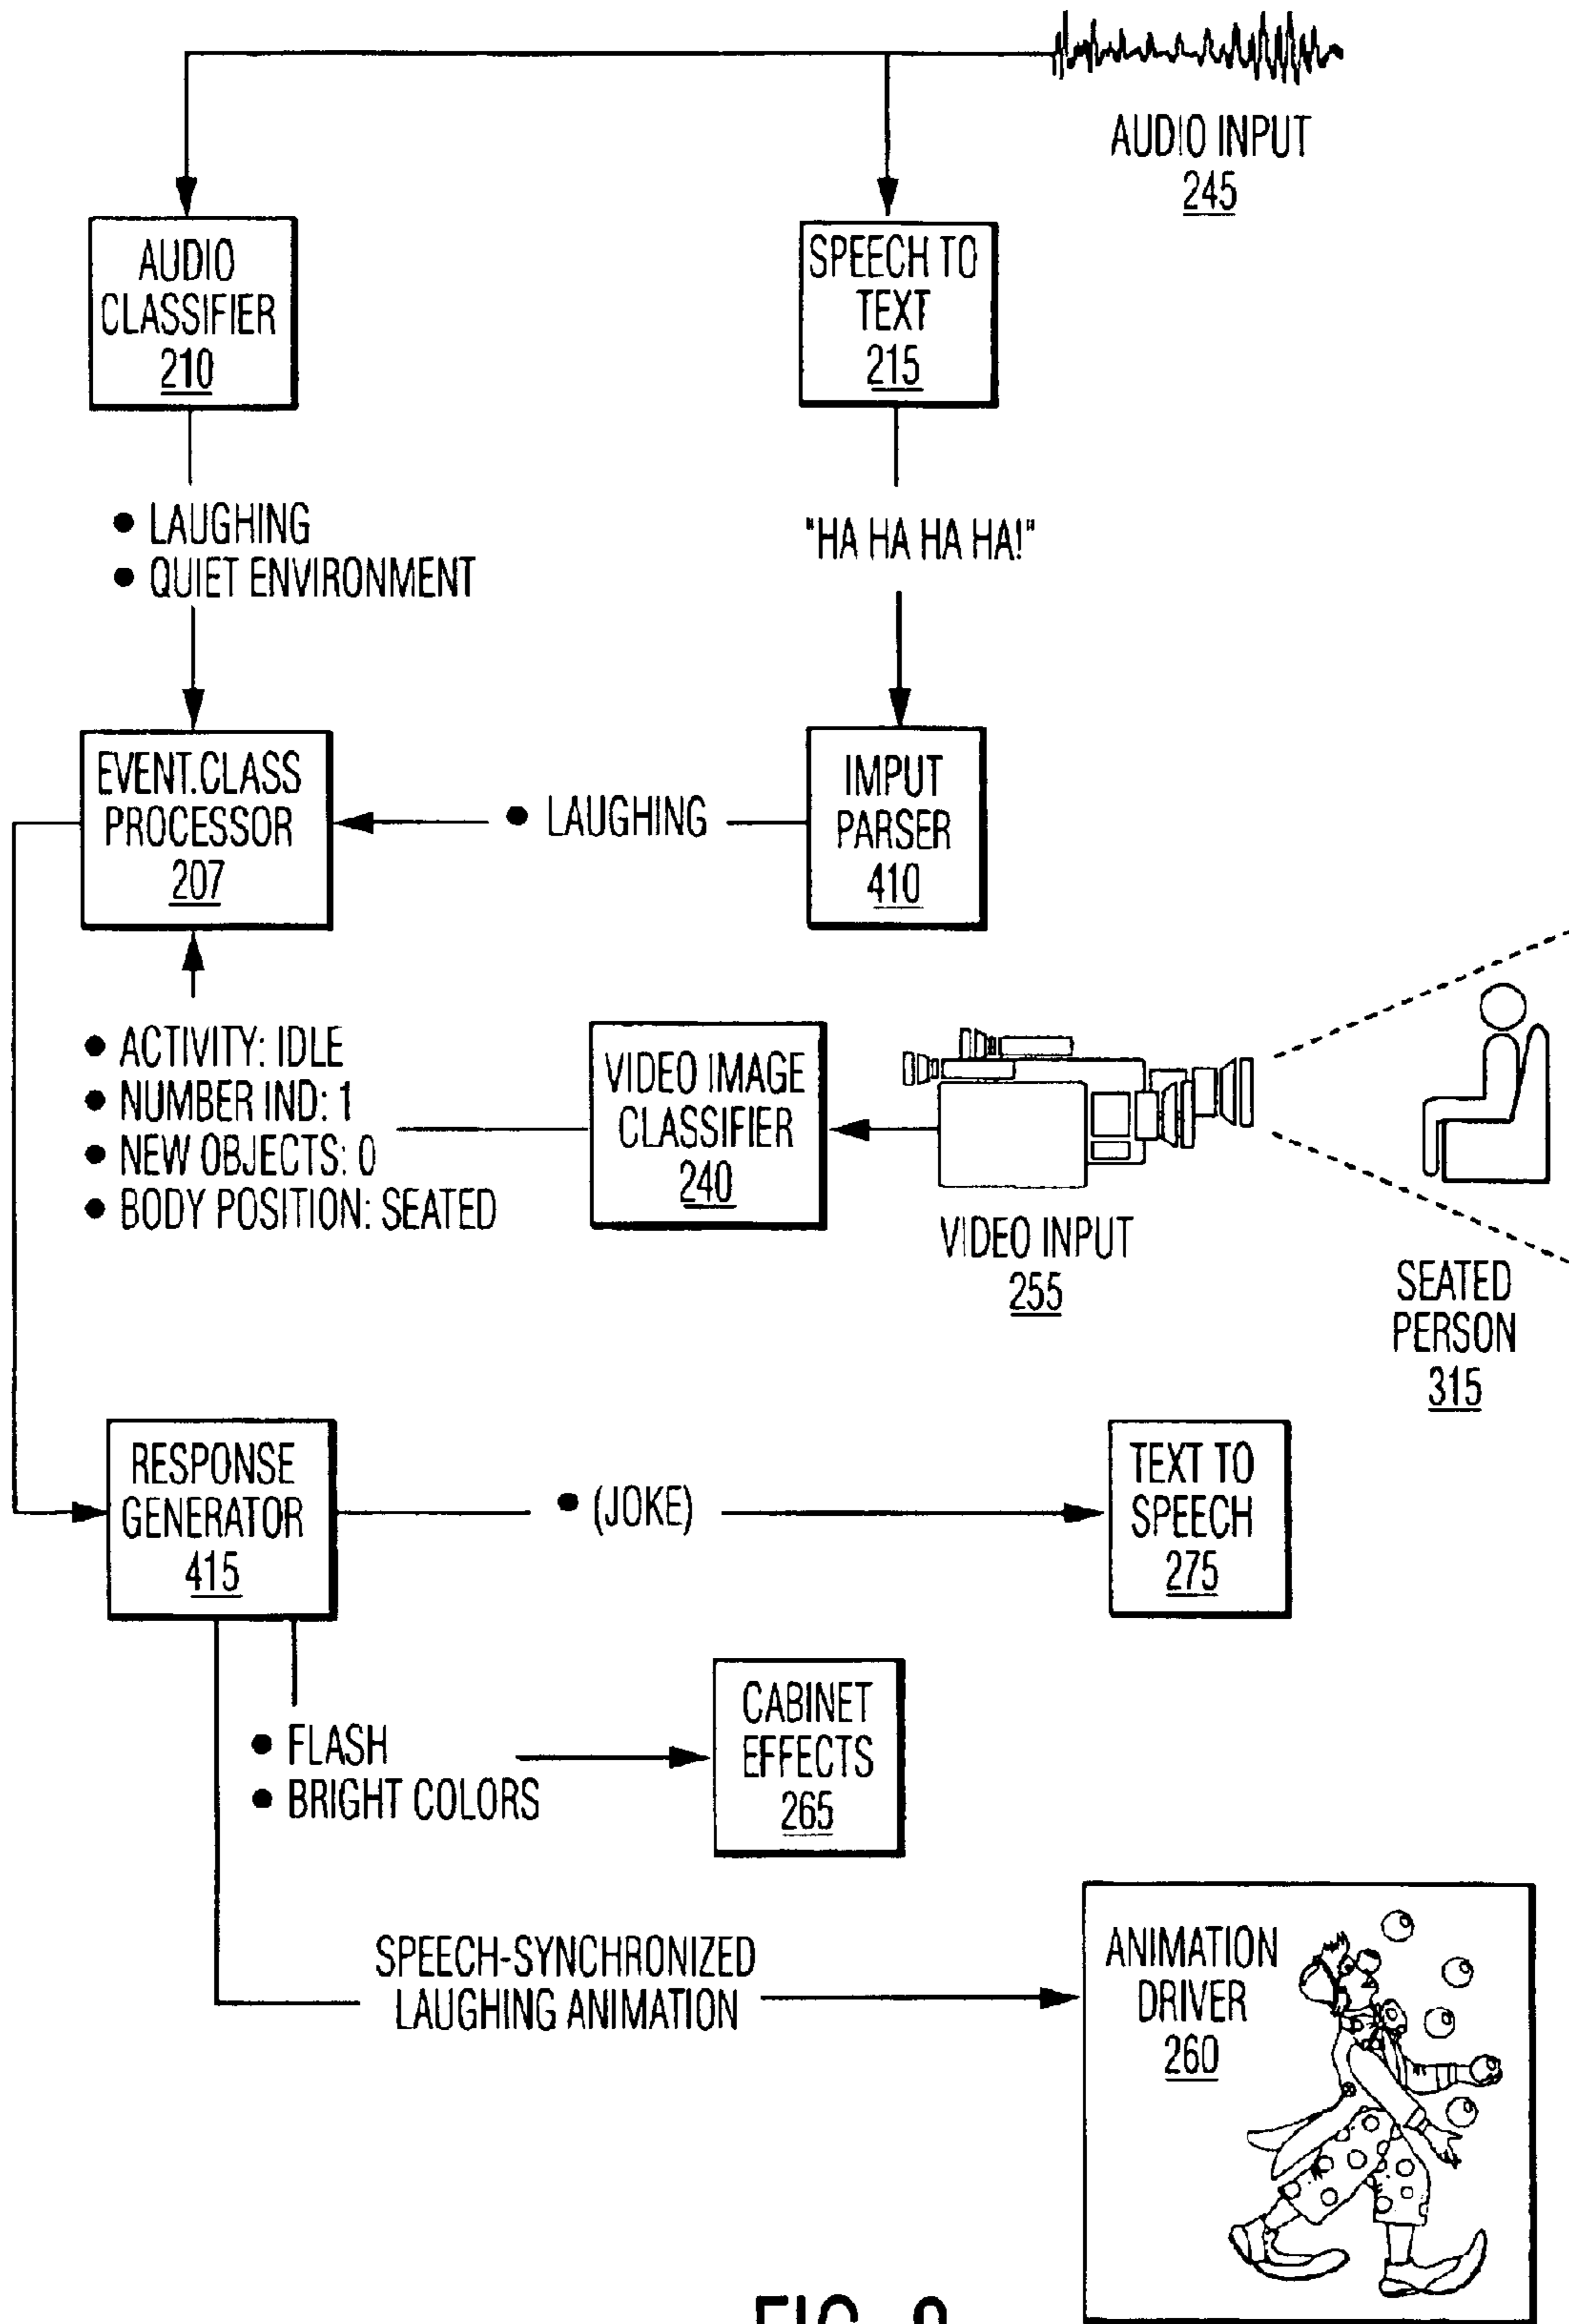 AUDIO INPUT
245
AUDIO
CLASSIFIER
210
SPEECH TO
TEXT
215
• LAUGHING
• QUIET ENVIRONMENT
"HA HA HA HA!"
EVENT.CLASS
PROCESSOR
207
• LAUGHING
IMPUT
PARSER
410
• ACTIVITY: IDLE
• NUMBER IND: 1
• NEW OBJECTS: 0
• BODY POSITION: SEATED
VIDEO IMAGE
CLASSIFIER
240
VIDEO INPUT
255
SEATED
PERSON
315
RESPONSE
GENERATOR
415
• (JOKE)
TEXT TO
SPEECH
275
• FLASH
• BRIGHT COLORS
CABINET
EFFECTS
265
SPEECH-SYNCHRONIZED
LAUGHING ANIMATION
ANIMATION
DRIVER
260
FIG.